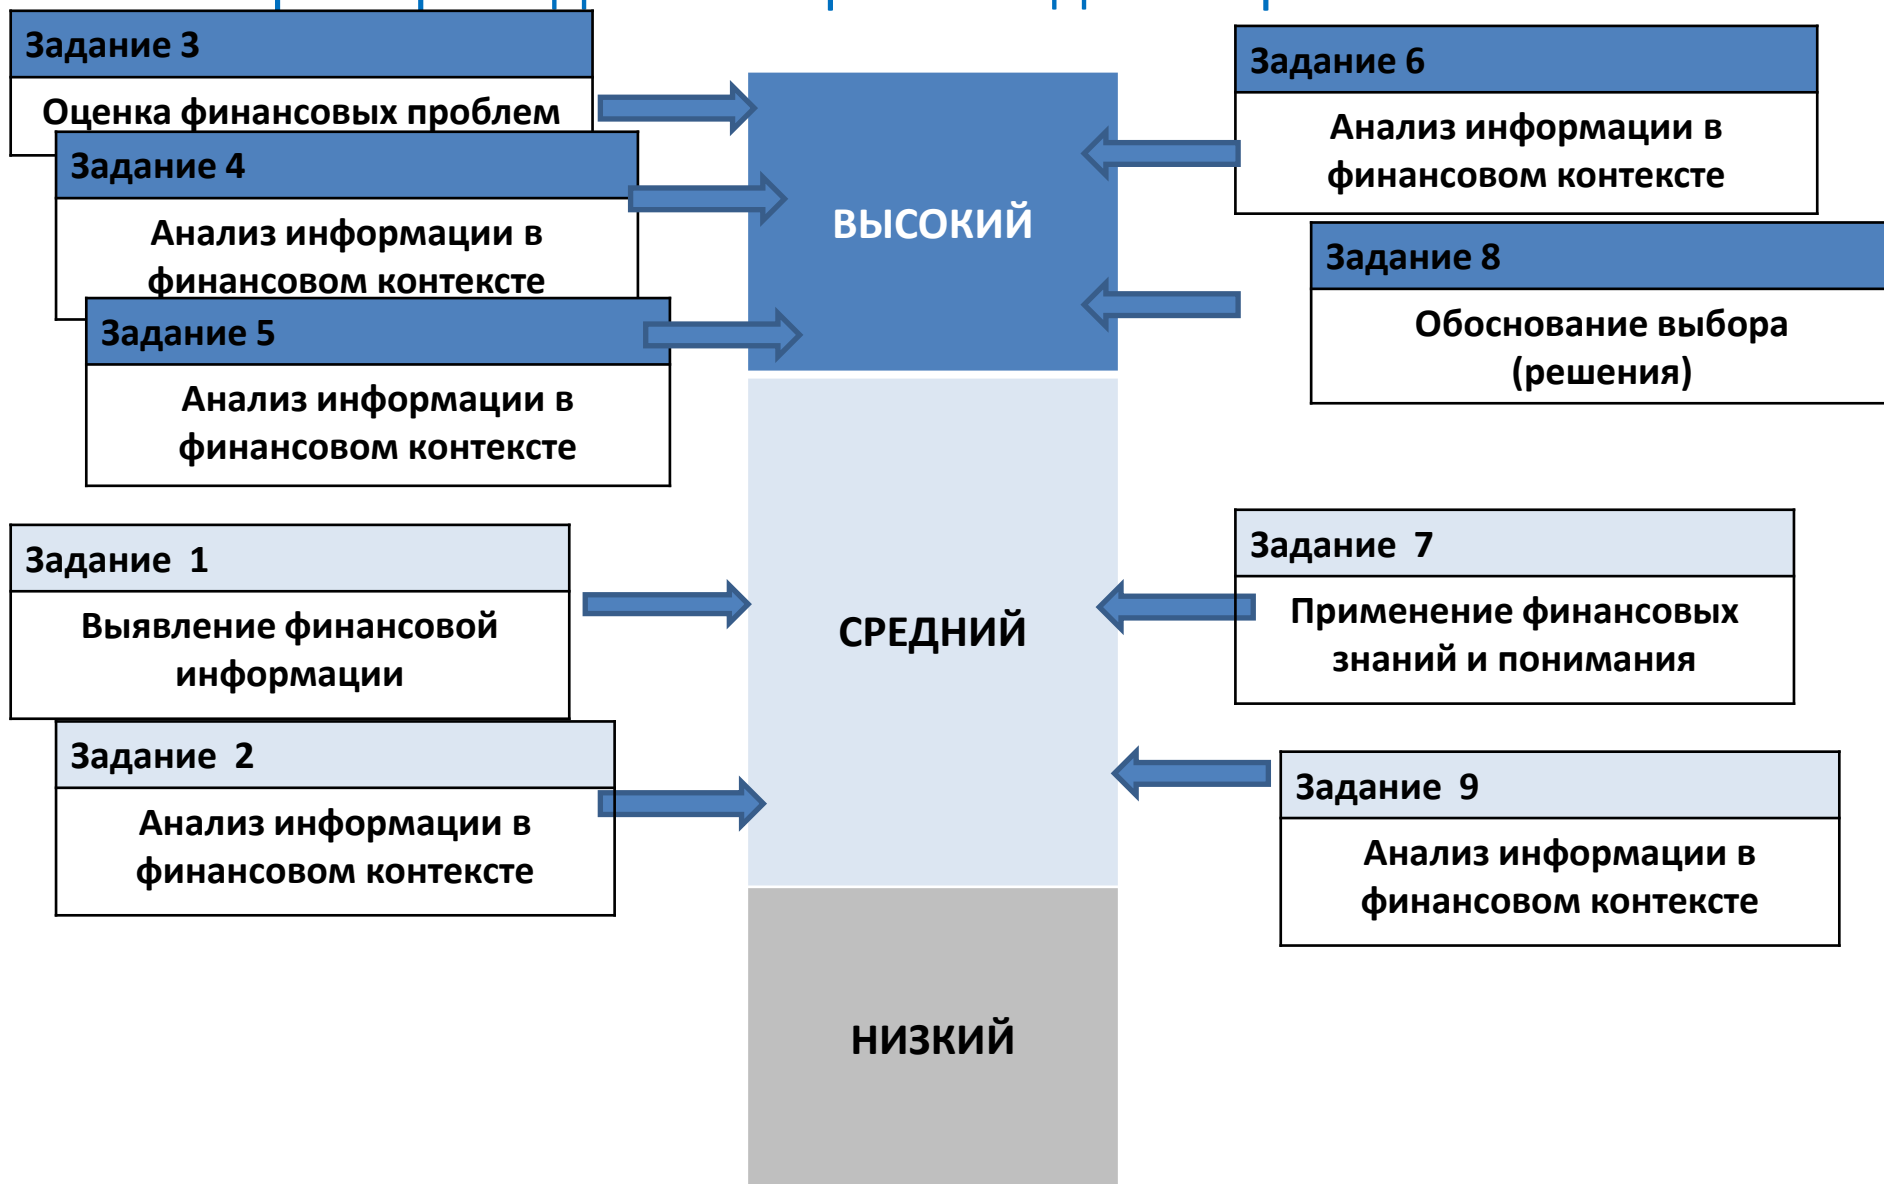 Задание 3
Оценка финансовых проблем
Задание 4
Анализ информации в
финансовом контексте
Задание 5
Анализ информации в
финансовом контексте
Задание 1
Выявление финансовой
информации
Задание 2
Анализ информации в
финансовом контексте
ВЫСОКИЙ
СРЕДНИЙ
НИЗКИЙ
Задание 6
Анализ информации в
финансовом контексте
Задание 8
Обоснование выбора
(решения)
Задание 7
Применение финансовых
знаний и понимания
Задание 9
Анализ информации в
финансовом контексте